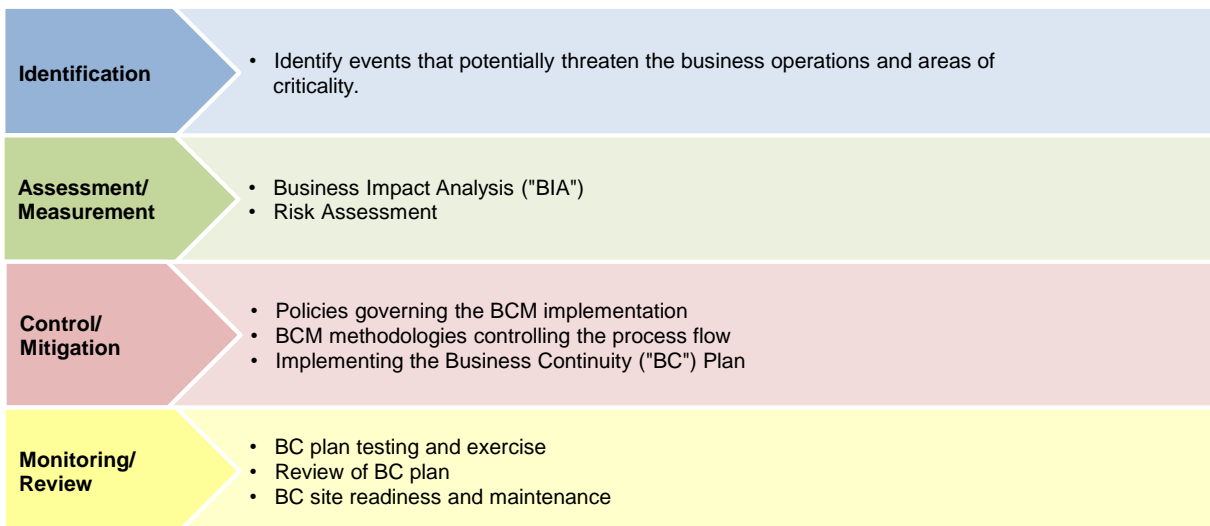 Identification
• Identify events that potentially threaten the business operations and areas of
criticality.
Assessment/
Measurement
• Business Impact Analysis ("BIA")
• Risk Assessment
Control/
Mitigation
• Policies governing the BCM implementation
• BCM methodologies controlling the process flow
• Implementing the Business Continuity ("BC") Plan
Monitoring/
Review
• BC plan testing and exercise
• Review of BC plan
• BC site readiness and maintenance